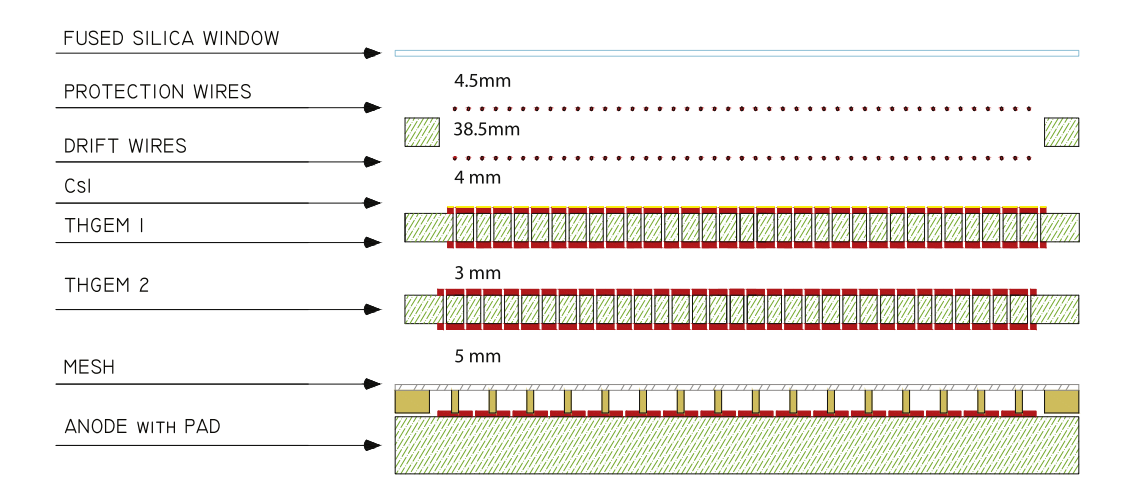 FUSED SILICA WINDOW
4.5mm
PROTECTION WIRES
38.5mm
DRIFT WIRES
4 mm
CsI
THGEM 1
3 mm
THGEM 2
5 mm
MESH
ANODE WITH PAD